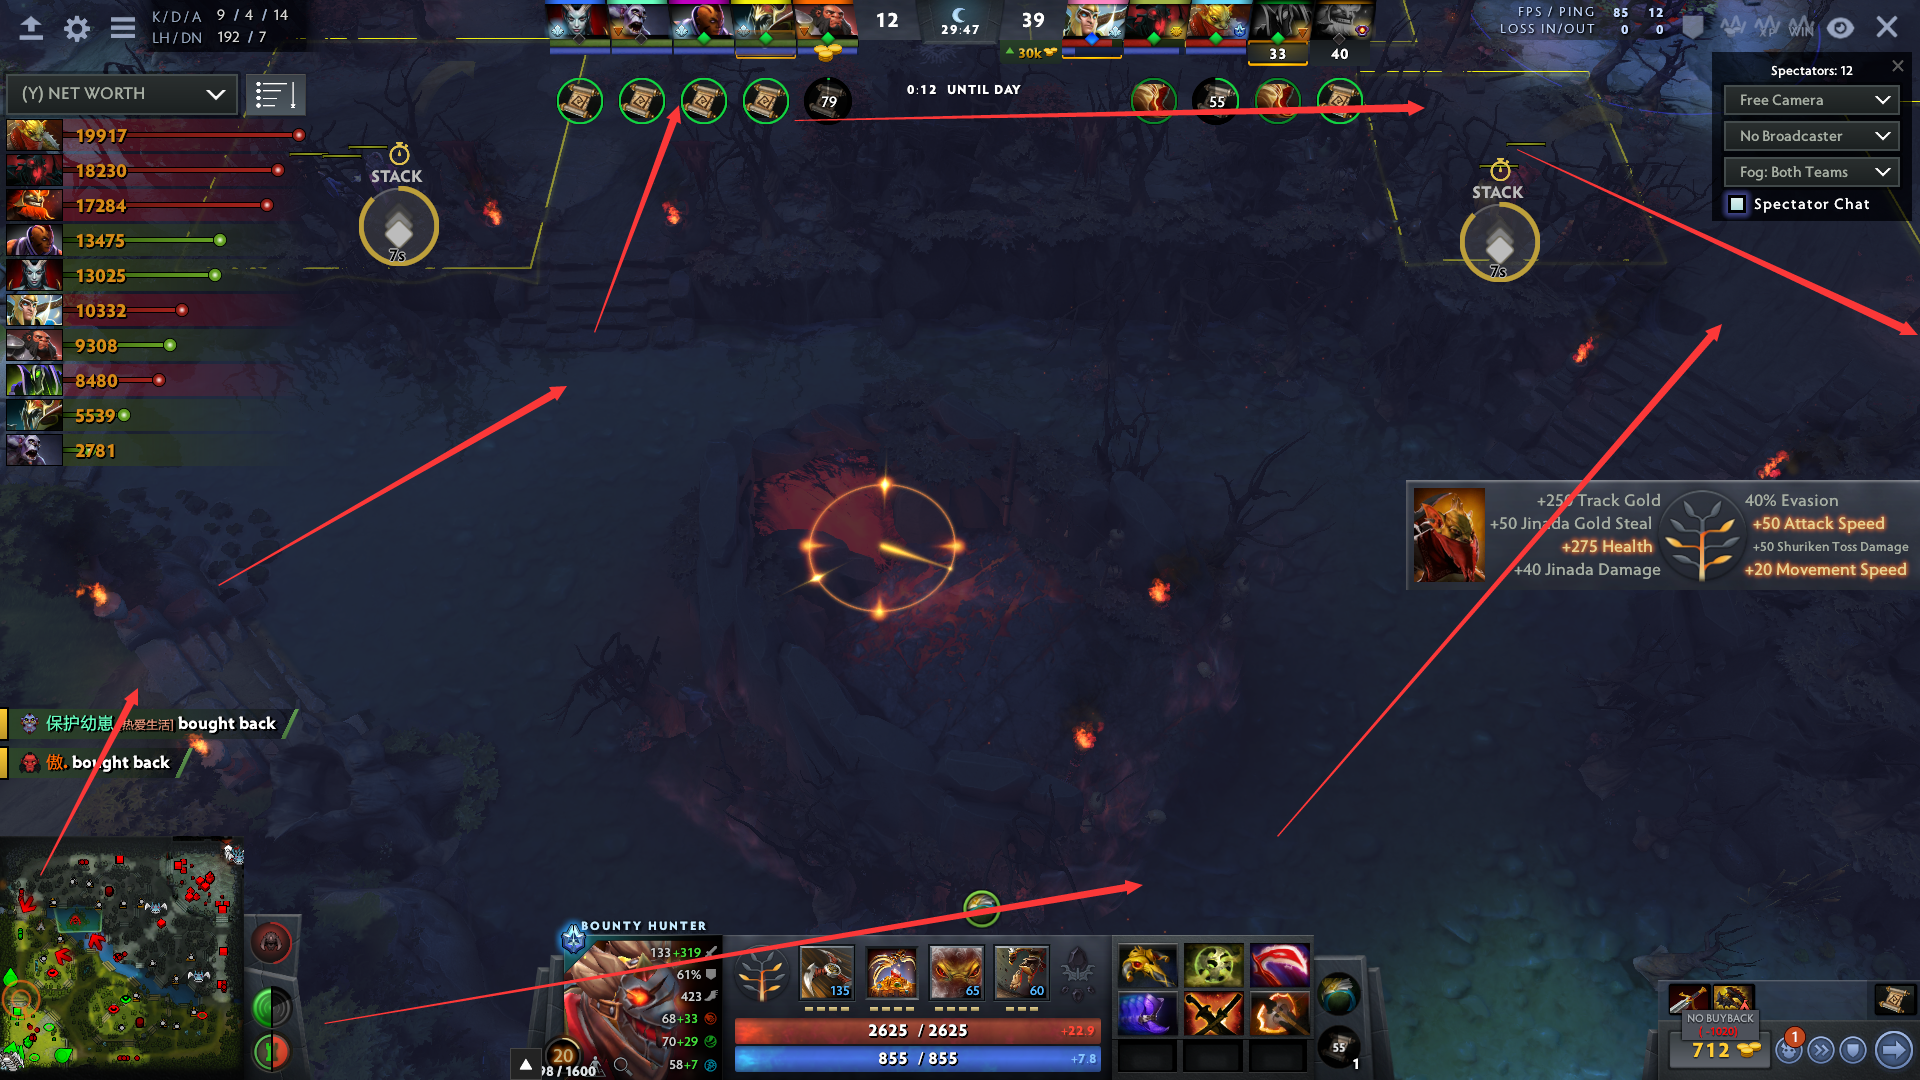 K/D/A 9 / 4 / 14
LH/DN 192 / 7
12
29:47
39
30k
33
40
FPS / PING 85 12
LOSS IN/OUT 0 0
Spectators: 12
Free Camera
No Broadcaster
Fog: Both Teams
Spectator Chat
(Y) NET WORTH
79
0:12 UNTIL DAY
55
19917
18230
17284
13475
13025
10332
9308
8480
5539
2781
STACK
7s
STACK
7s
+250 Track Gold
40% Evasion
+50 Jinada Gold Steal
+50 Attack Speed
+275 Health
+50 Shuriken Toss Damage
+40 Jinada Damage
+20 Movement Speed
保护幼崽 [热爱生活] bought back
傲. bought back
BOUNTY HUNTER
133+319
61%
423
68+33
70+29
58+7
20
98 / 1600
135
65
60
2625 / 2625
+22.9
855 / 855
+7.8
55
1
NO BUYBACK
(-1020)
712
1